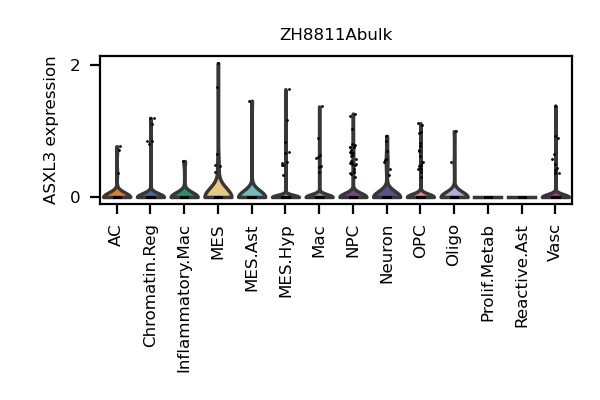 ZH8811Abulk
ASXL3 expression
2
0
AC
Chromatin.Reg
Inflammatory.Mac
MES
MES.Ast
MES.Hyp
Mac
NPC
Neuron
OPC
Oligo
Prolif.Metab
Reactive.Ast
Vasc